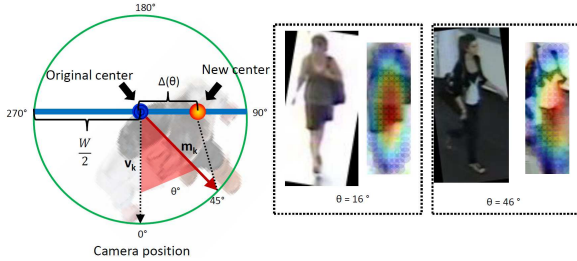 180°
Original center
New center
Δ(θ)
270°
90°
W
2
v_k
m_k
θ°
45°
0°
Camera position
θ = 16 °
θ = 46 °